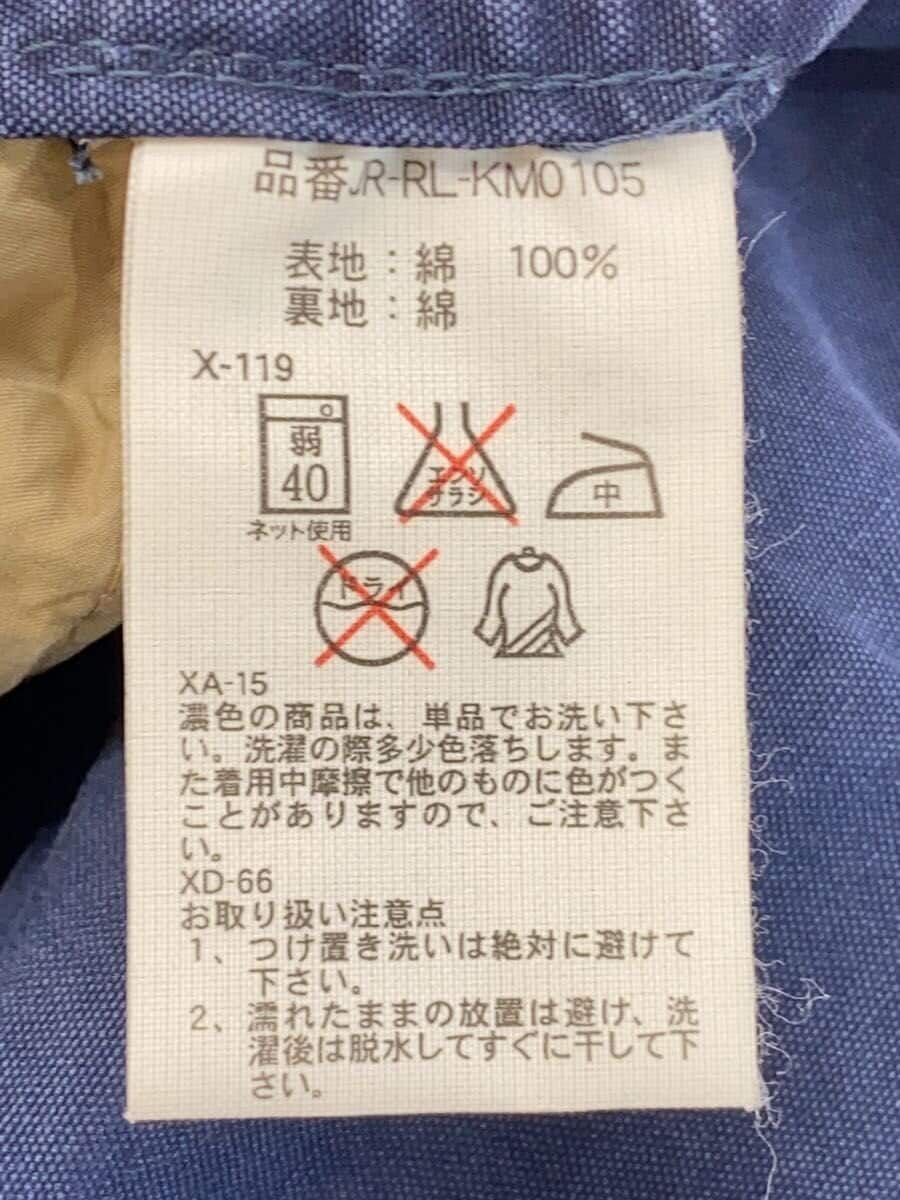 品番JR-RL-KM0105
表地：綿 100%
裏地：綿
X-119
弱
40
ネット使用
エンソ
サラシ
中
ドライ
XA-15
濃色の商品は、単品でお洗い下さ
い。洗濯の際多少色落ちします。ま
た着用中摩擦で他のものに色がつく
ことがありますので、ご注意下さ
い。
XD-66
お取り扱い注意点
1、つけ置き洗いは絶対に避けて
下さい。
2、濡れたままの放置は避け、洗
濯後は脱水してすぐに干して下
さい。